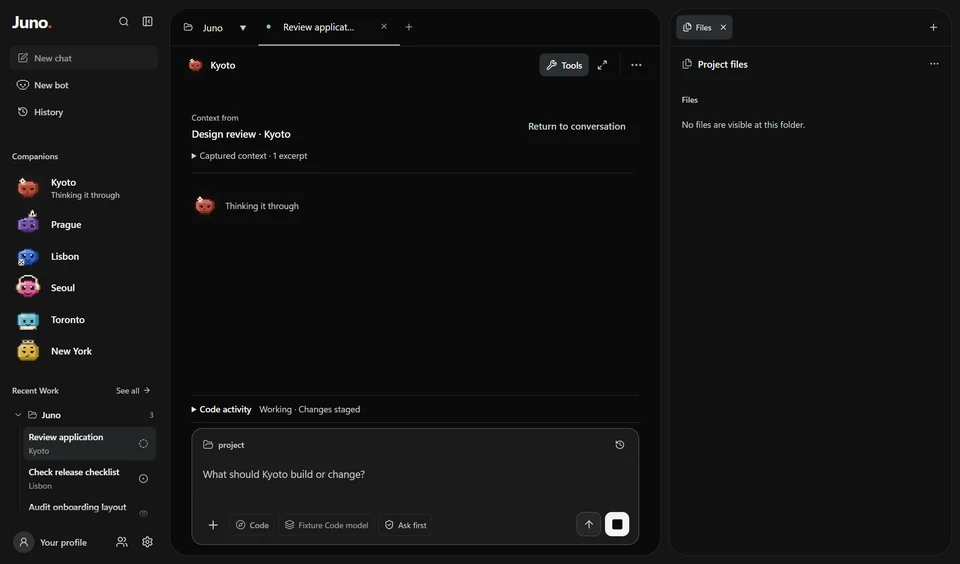 Juno.
New chat
New bot
History
Companions
Kyoto
Thinking it through
Prague
Lisbon
Seoul
Toronto
New York
Recent Work
See all →
Juno
3
Review application
Kyoto
Check release checklist
Lisbon
Audit onboarding layout
Your profile
Juno
Review applicat...
Kyoto
Tools
Context from
Design review · Kyoto
Return to conversation
Captured context · 1 excerpt
Thinking it through
Code activity Working · Changes staged
project
What should Kyoto build or change?
Code
Fixture Code model
Ask first
Files
Project files
Files
No files are visible at this folder.